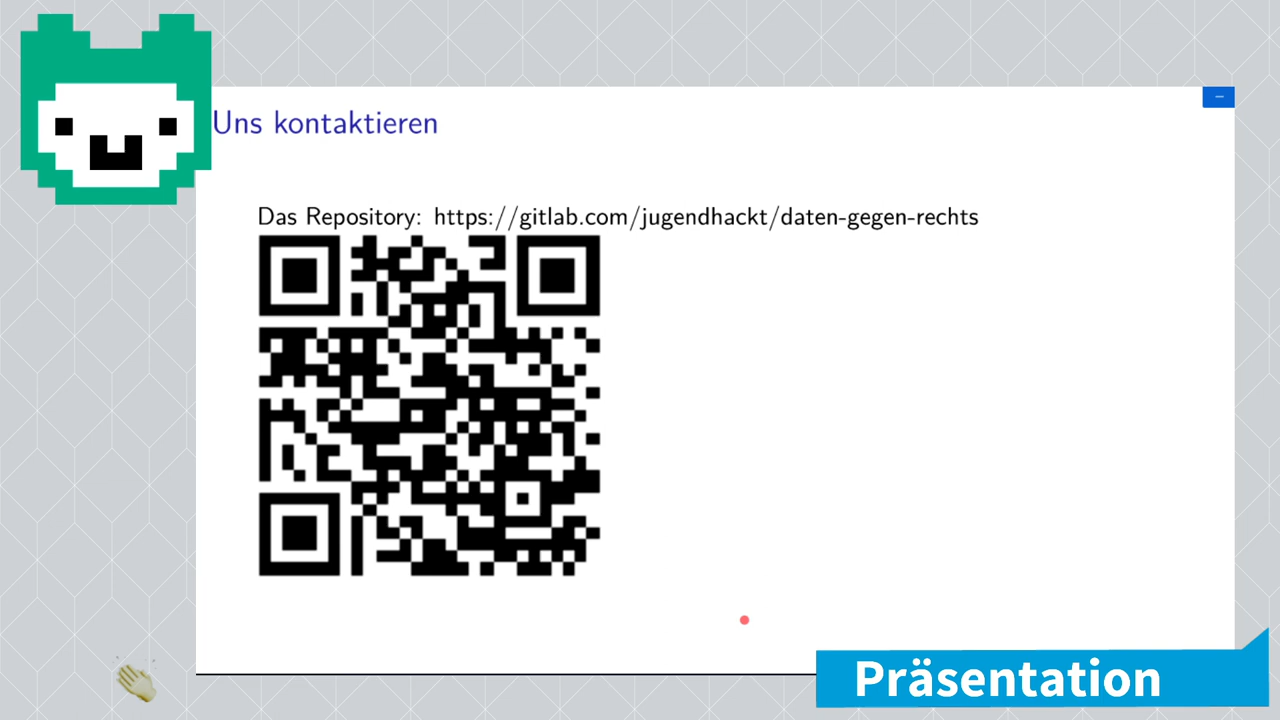 Uns kontaktieren
Das Repository: https://gitlab.com/jugendhackt/daten-gegen-rechts
Präsentation